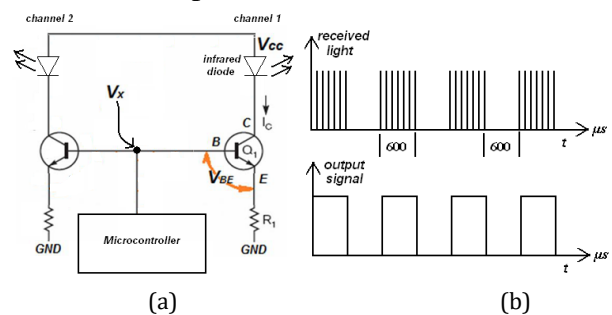 channel 2
channel 1
Vcc
infrared
diode
Vx
C
Ic
B
Q1
VBE
E
R1
GND
Microcontroller
GND
(a)
received
light
600
600
t
μs
output
signal
t
μs
(b)